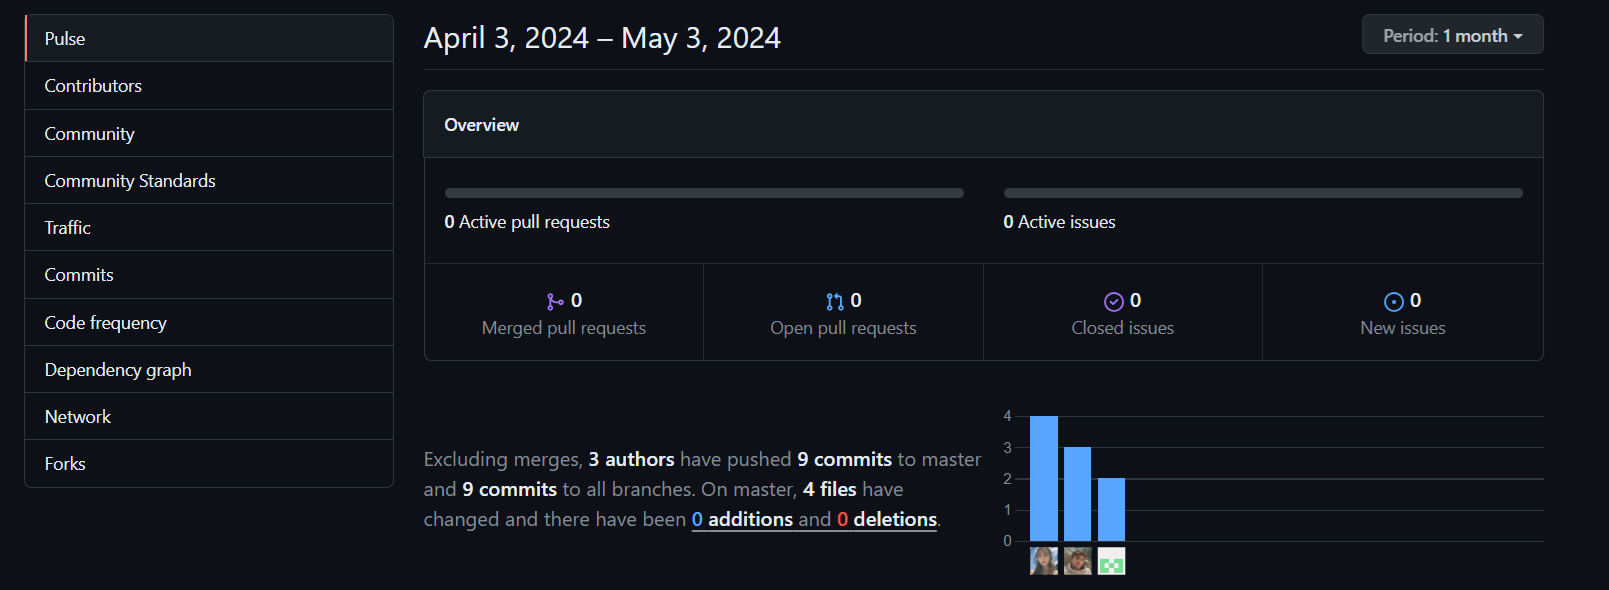 Pulse
Contributors
Community
Community Standards
Traffic
Commits
Code frequency
Dependency graph
Network
Forks
April 3, 2024 – May 3, 2024
Period: 1 month
Overview
0 Active pull requests
0 Active issues
0
Merged pull requests
0
Open pull requests
0
Closed issues
0
New issues
Excluding merges, 3 authors have pushed 9 commits to master
and 9 commits to all branches. On master, 4 files have
changed and there have been 0 additions and 0 deletions.
4
3
2
1
0